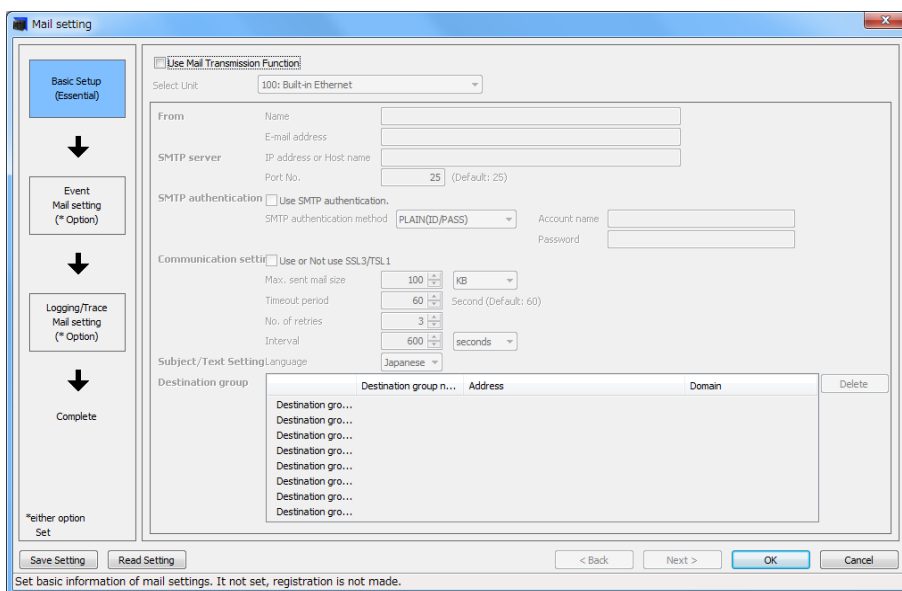 Mail setting
Basic Setup
(Essential)
Event
Mail setting
(* Option)
Logging/Trace
Mail setting
(* Option)
Complete
*either option
Set
Use Mail Transmission Function
Select Unit 100: Built-in Ethernet
From Name
E-mail address
SMTP server IP address or Host name
Port No. 25 (Default: 25)
SMTP authentication Use SMTP authentication.
SMTP authentication method PLAIN(ID/PASS) Account name
Password
Communication settin Use or Not use SSL3/TSL1
Max. sent mail size 100 KB
Timeout period 60 Second (Default: 60)
No. of retries 3
Interval 600 seconds
Subject/Text Setting Language Japanese
Destination group Destination group n... Address Domain Delete
Destination gro...
Destination gro...
Destination gro...
Destination gro...
Destination gro...
Destination gro...
Destination gro...
Destination gro...
Save Setting Read Setting < Back Next > OK Cancel
Set basic information of mail settings. It not set, registration is not made.